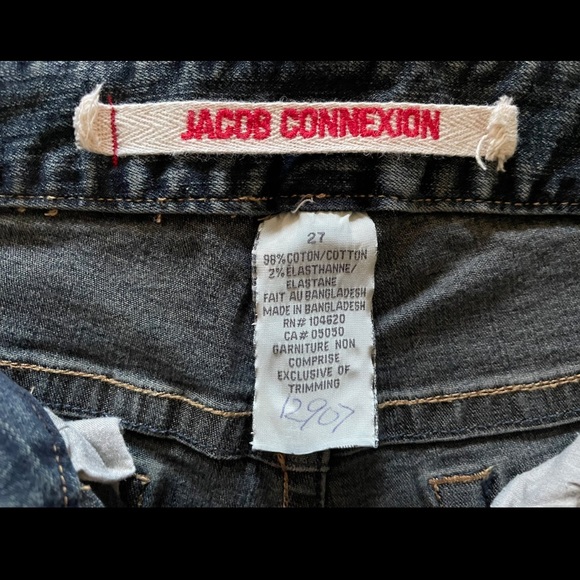 JACOB CONNEXION
27
98% COTON/COTTON
2% ÉLASTHANNE/
ELASTANE
FAIT AU BANGLADESH
MADE IN BANGLADESH
RN# 104620
CA# 05050
GARNITURE NON
COMPRISE
EXCLUSIVE OF
TRIMMING
12907